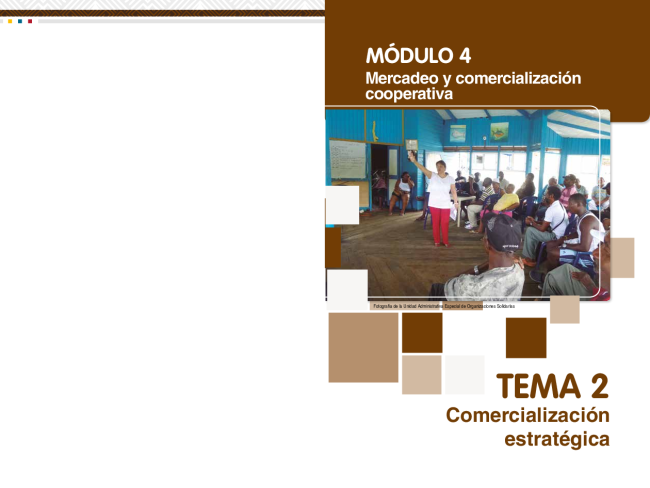 MÓDULO 4
Mercadeo y comercialización
cooperativa
Fotografía de la Unidad Administrativa Especial de Organizaciones Solidarias
TEMA 2
Comercialización
estratégica